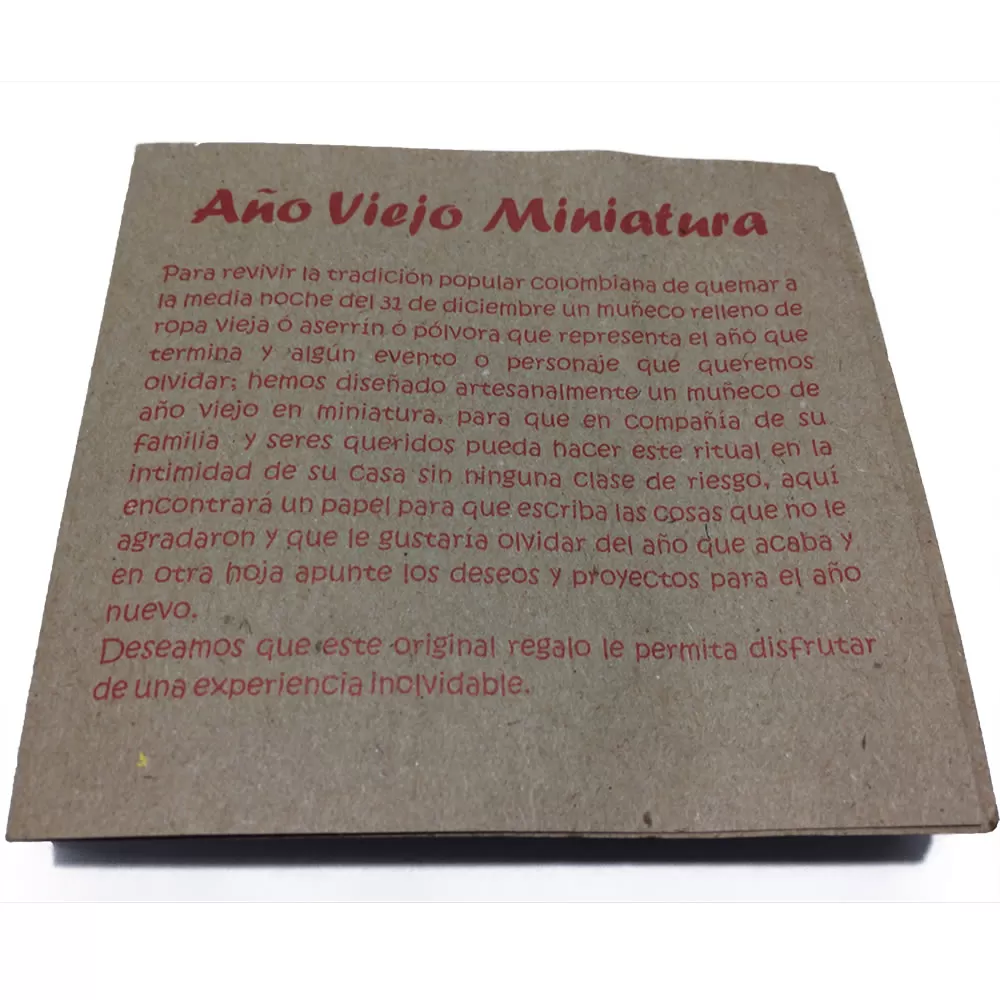 Año Viejo Miniatura
Para revivir la tradición popular colombiana de quemar a
la media noche del 31 de diciembre un muñeco relleno de
ropa vieja ó aserrín ó pólvora que representa el año que
termina y algún evento o personaje que queremos
olvidar; hemos diseñado artesanalmente un muñeco de
año viejo en miniatura, para que en compañía de su
familia y seres queridos pueda hacer este ritual en la
intimidad de su casa sin ninguna clase de riesgo, aquí
encontrará un papel para que escriba las cosas que no le
agradaron y que le gustaría olvidar del año que acaba y
en otra hoja apunte los deseos y proyectos para el año
nuevo.
Deseamos que este original regalo le permita disfrutar
de una experiencia inolvidable.